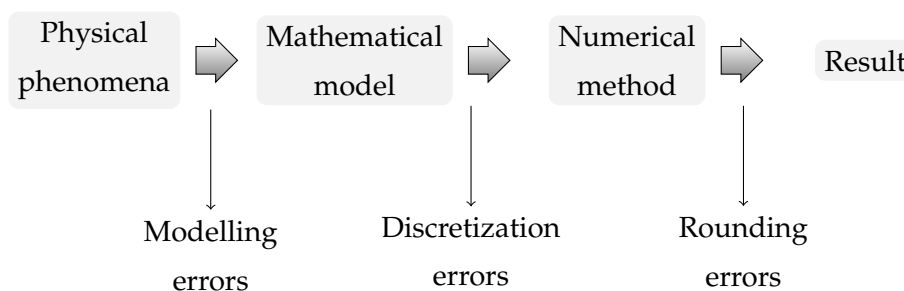 Physical
phenomena
Mathematical
model
Numerical
method
Result
Modelling
errors
Discretization
errors
Rounding
errors